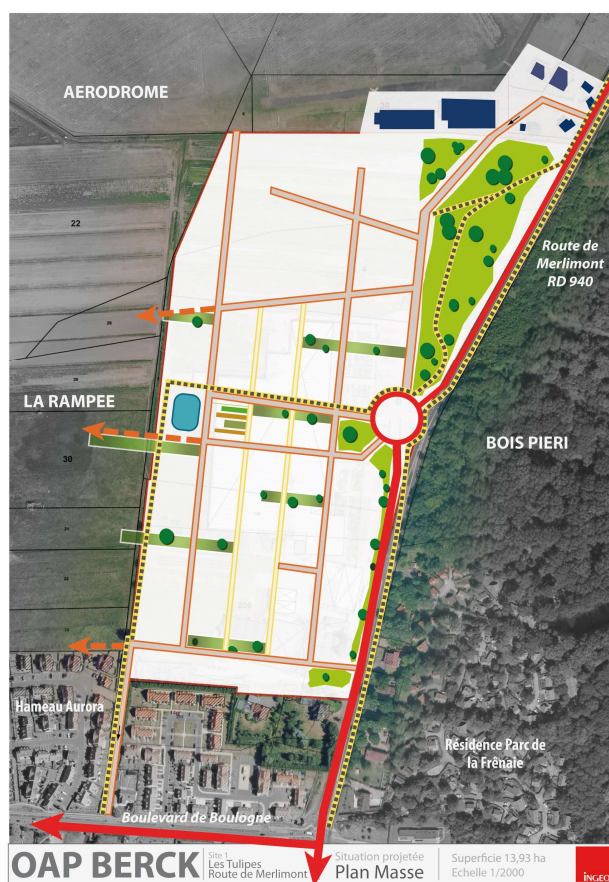 AERODROME
22
Route de
Merlimont
RD 940
LA RAMPEE
BOIS PIERI
30
Hameau Aurora
Résidence Parc de
la Frênaie
Boulevard de Boulogne
OAP BERCK
Site 1
Les Tulipes
Route de Merlimont
Situation projetée
Plan Masse
Superficie 13,93 ha
Echelle 1/2000
INGEO